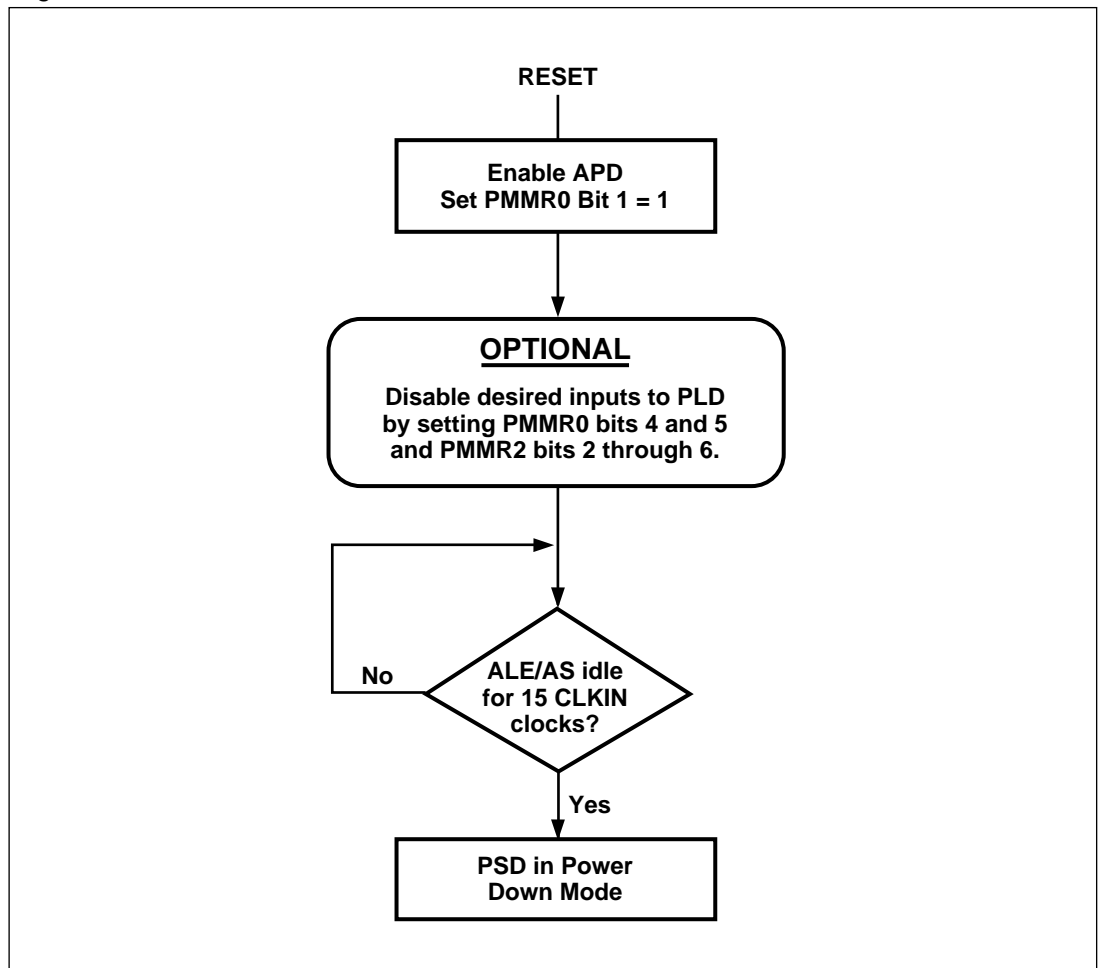 RESET
Enable APD
Set PMMR0 Bit 1 = 1
OPTIONAL
Disable desired inputs to PLD
by setting PMMR0 bits 4 and 5
and PMMR2 bits 2 through 6.
No
ALE/AS idle
for 15 CLKIN
clocks?
Yes
PSD in Power
Down Mode